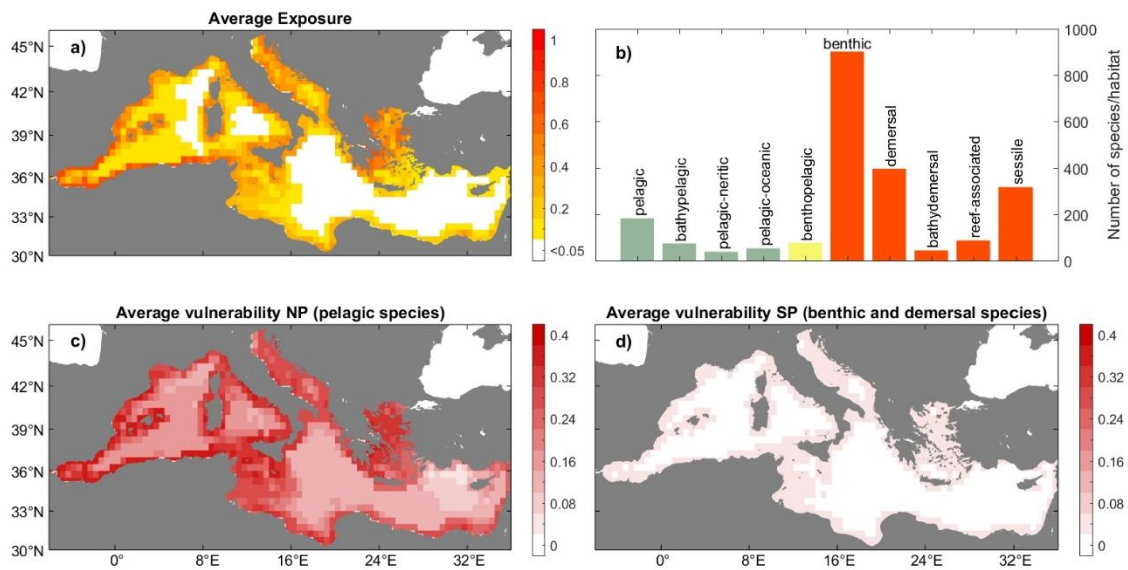 Average Exposure
a)
45°N
42°N
39°N
36°N
33°N
30°N
1
0.8
0.6
0.4
0.2
<0.05
b)
pelagic
bathypelagic
pelagic-neritic
pelagic-oceanic
benthopelagic
benthic
demersal
bathydemersal
reef-associated
sessile
1000
800
600
400
200
0
Number of species/habitat
Average vulnerability NP (pelagic species)
c)
45°N
42°N
39°N
36°N
33°N
30°N
0°
8°E
16°E
24°E
32°E
0.4
0.32
0.24
0.16
0.08
0
Average vulnerability SP (benthic and demersal species)
d)
0°
8°E
16°E
24°E
32°E
0.4
0.32
0.24
0.16
0.08
0